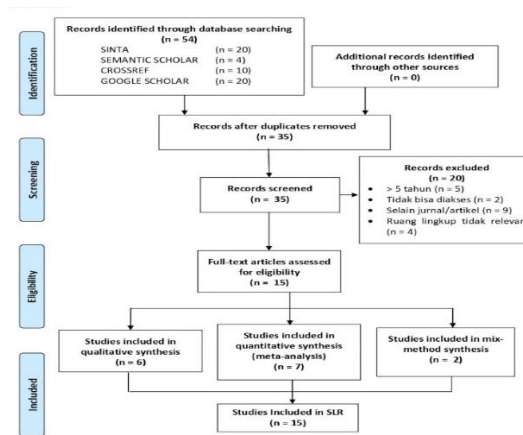 Records identified through database searching
(n = 54)
SINTA (n = 20)
SEMANTIC SCHOLAR (n = 4)
CROSSREF (n = 10)
GOOGLE SCHOLAR (n = 20)
Additional records identified
through other sources
(n = 0)
Identification
Records after duplicates removed
(n = 35)
Screening
Records screened
(n = 35)
Records excluded
(n = 20)
• > 5 tahun (n = 5)
• Tidak bisa diakses (n = 2)
• Selain jurnal/artikel (n = 9)
• Ruang lingkup tidak relevan
(n = 4)
Eligibility
Full-text articles assessed
for eligibility
(n = 15)
Studies included in
qualitative synthesis
(n = 6)
Studies included in
quantitative synthesis
(meta-analysis)
(n = 7)
Studies included in mix-
method synthesis
(n = 2)
Included
Studies Included in SLR
(n = 15)